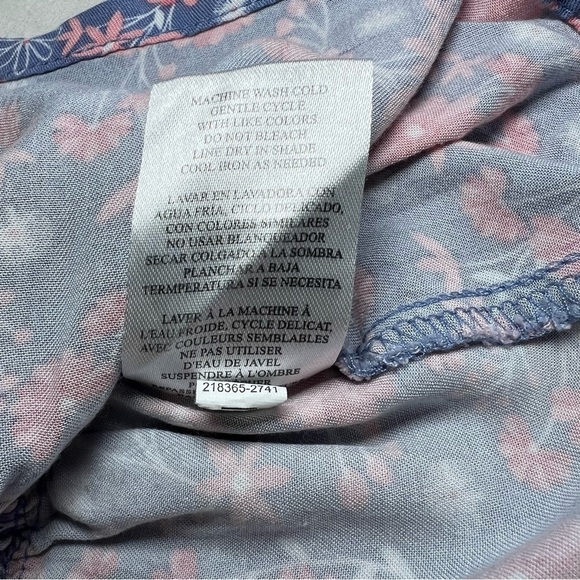 MACHINE WASH COLD
GENTLE CYCLE
WITH LIKE COLORS
DO NOT BLEACH
LINE DRY IN SHADE
COOL IRON AS NEEDED
LAVAR EN LAVADORA CON
AGUA FRÍA, CICLO DELICADO,
CON COLORES SIMILARES
NO USAR BLANQUEADOR
SECAR COLGADO A LA SOMBRA
PLANCHAR A BAJA
TEMPERATURA SI SE NECESITA
LAVER À LA MACHINE À
L'EAU FROIDE, CYCLE DELICAT,
AVEC COULEURS SEMBLABLES
NE PAS UTILISER
D'EAU DE JAVEL
SUSPENDRE À L'OMBRE
218365-2741